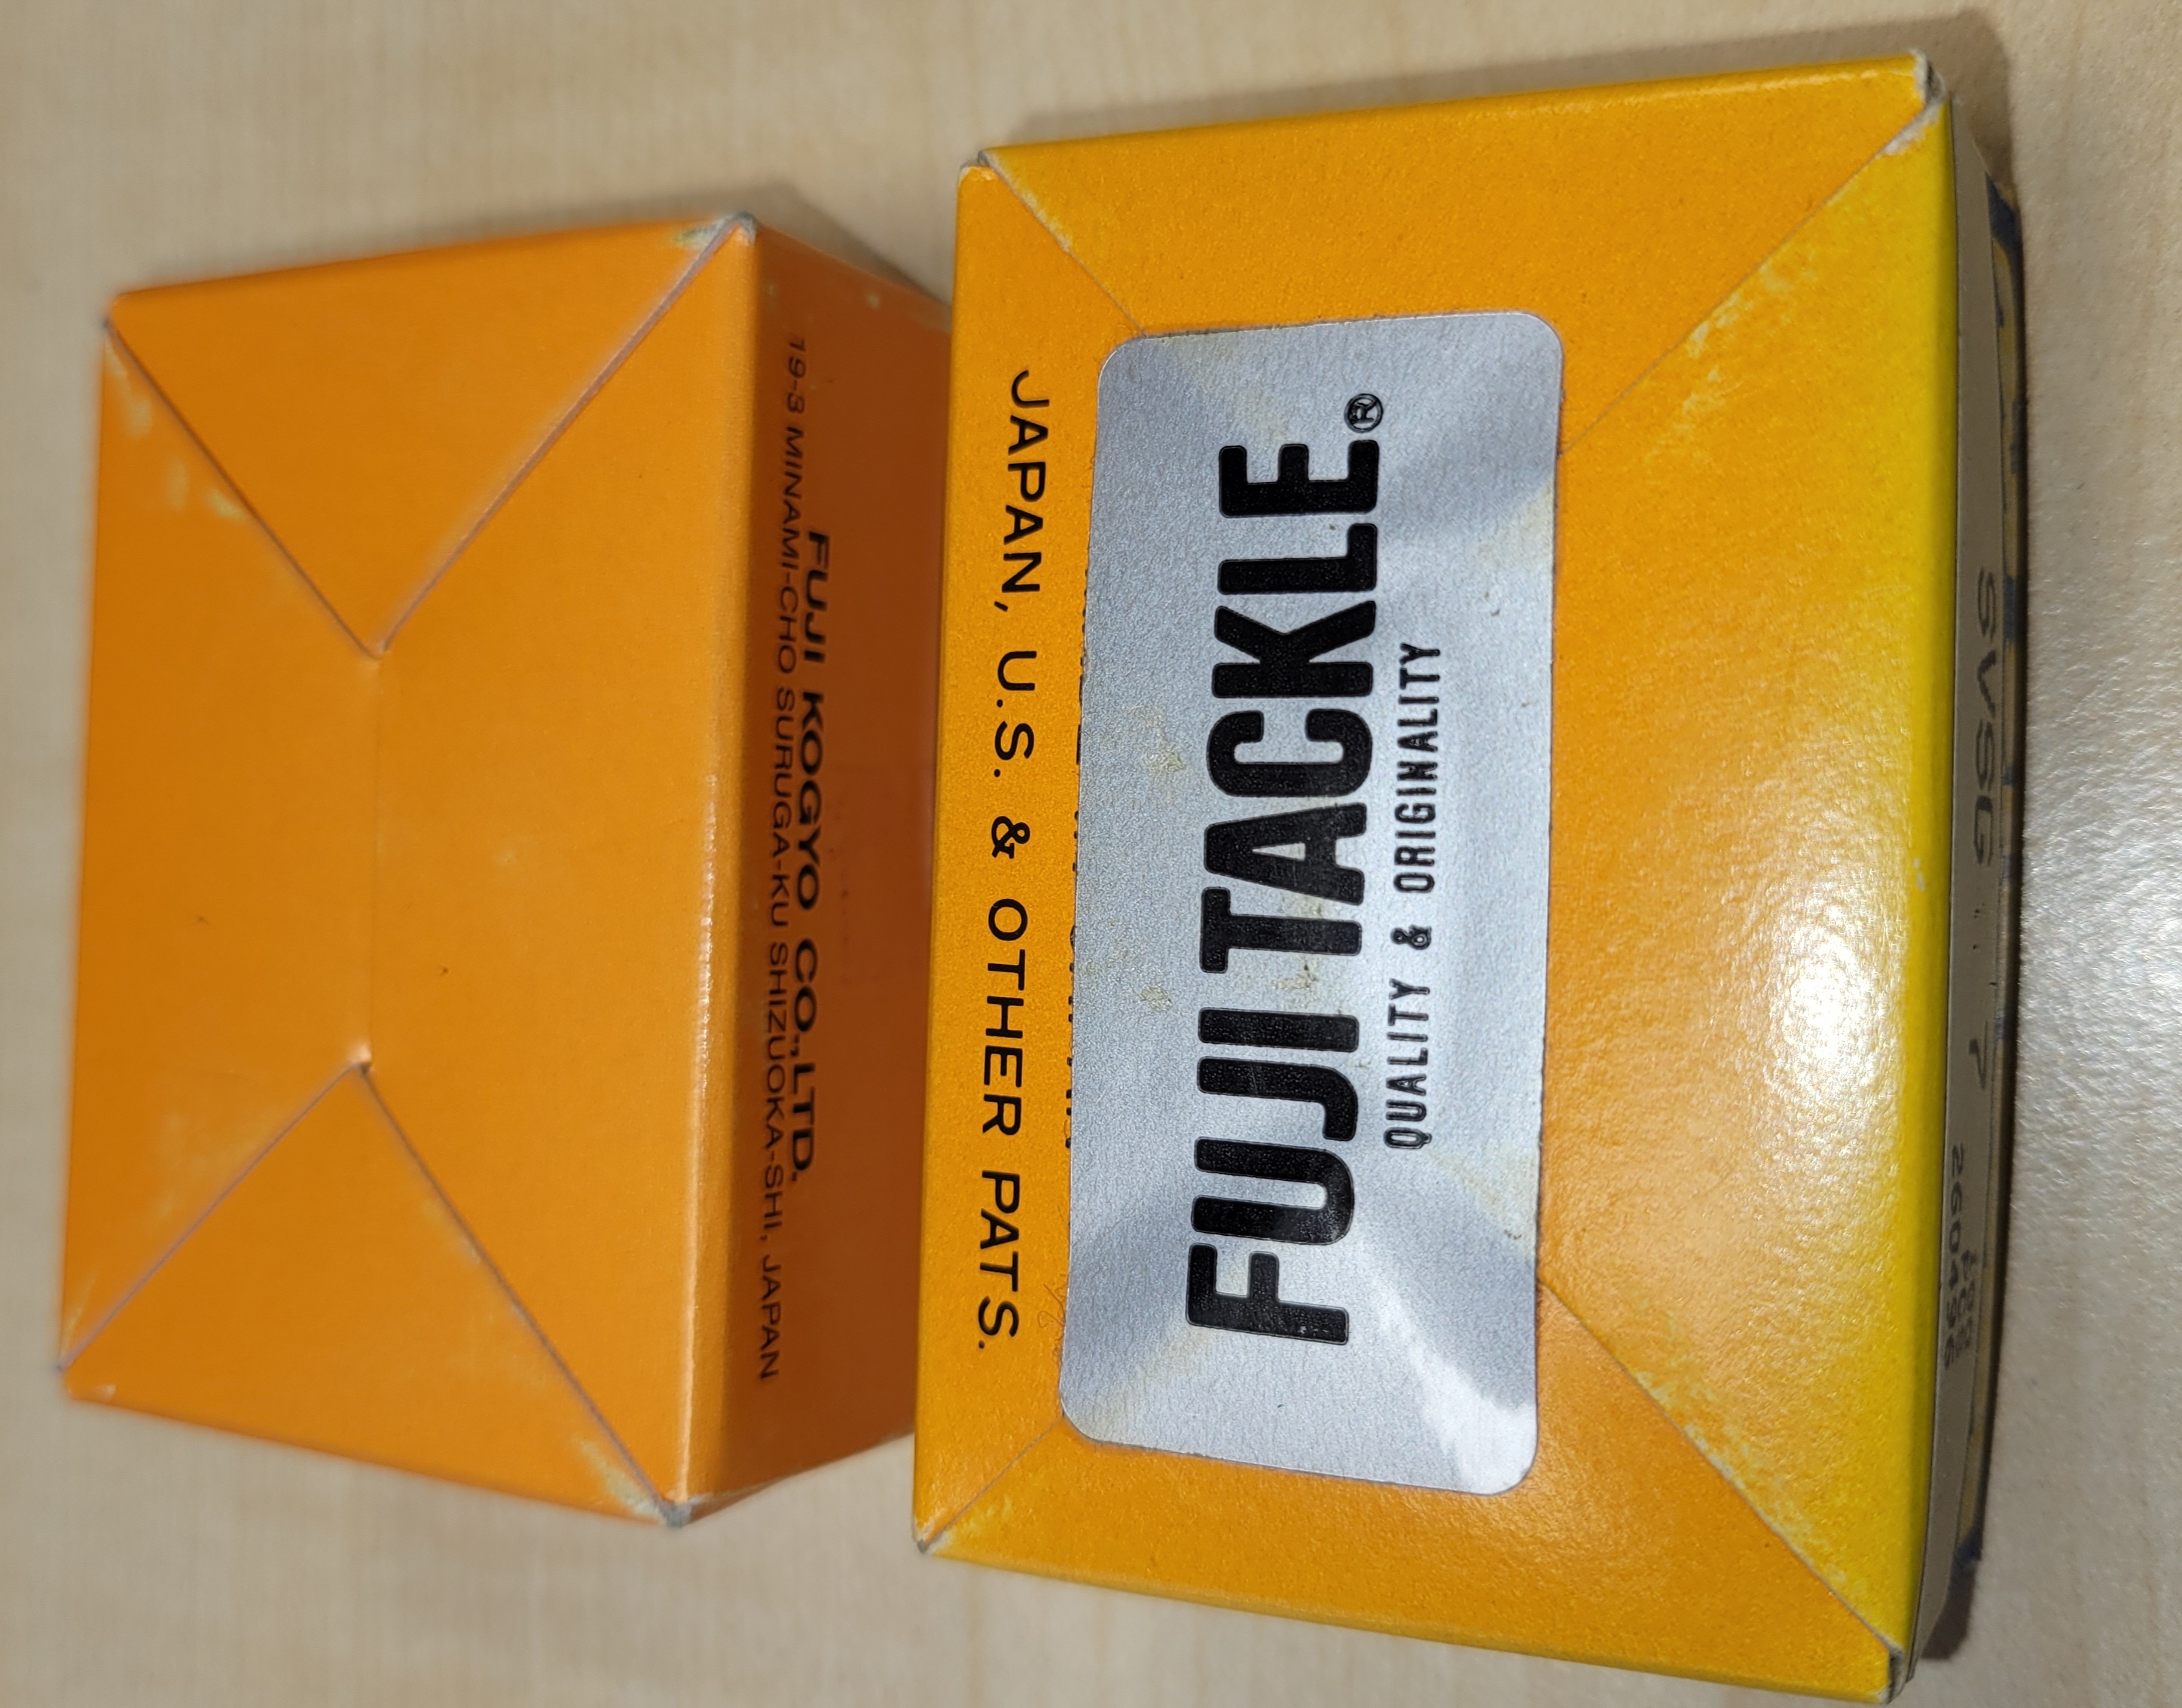 FUJI KOGYO CO.,LTD.
19-3 MINAMI-CHO SURUGA-KU SHIZUOKA-SHI, JAPAN
JAPAN, U.S. & OTHER PATS.
FUJI TACKLE®
QUALITY & ORIGINALITY
SVSG